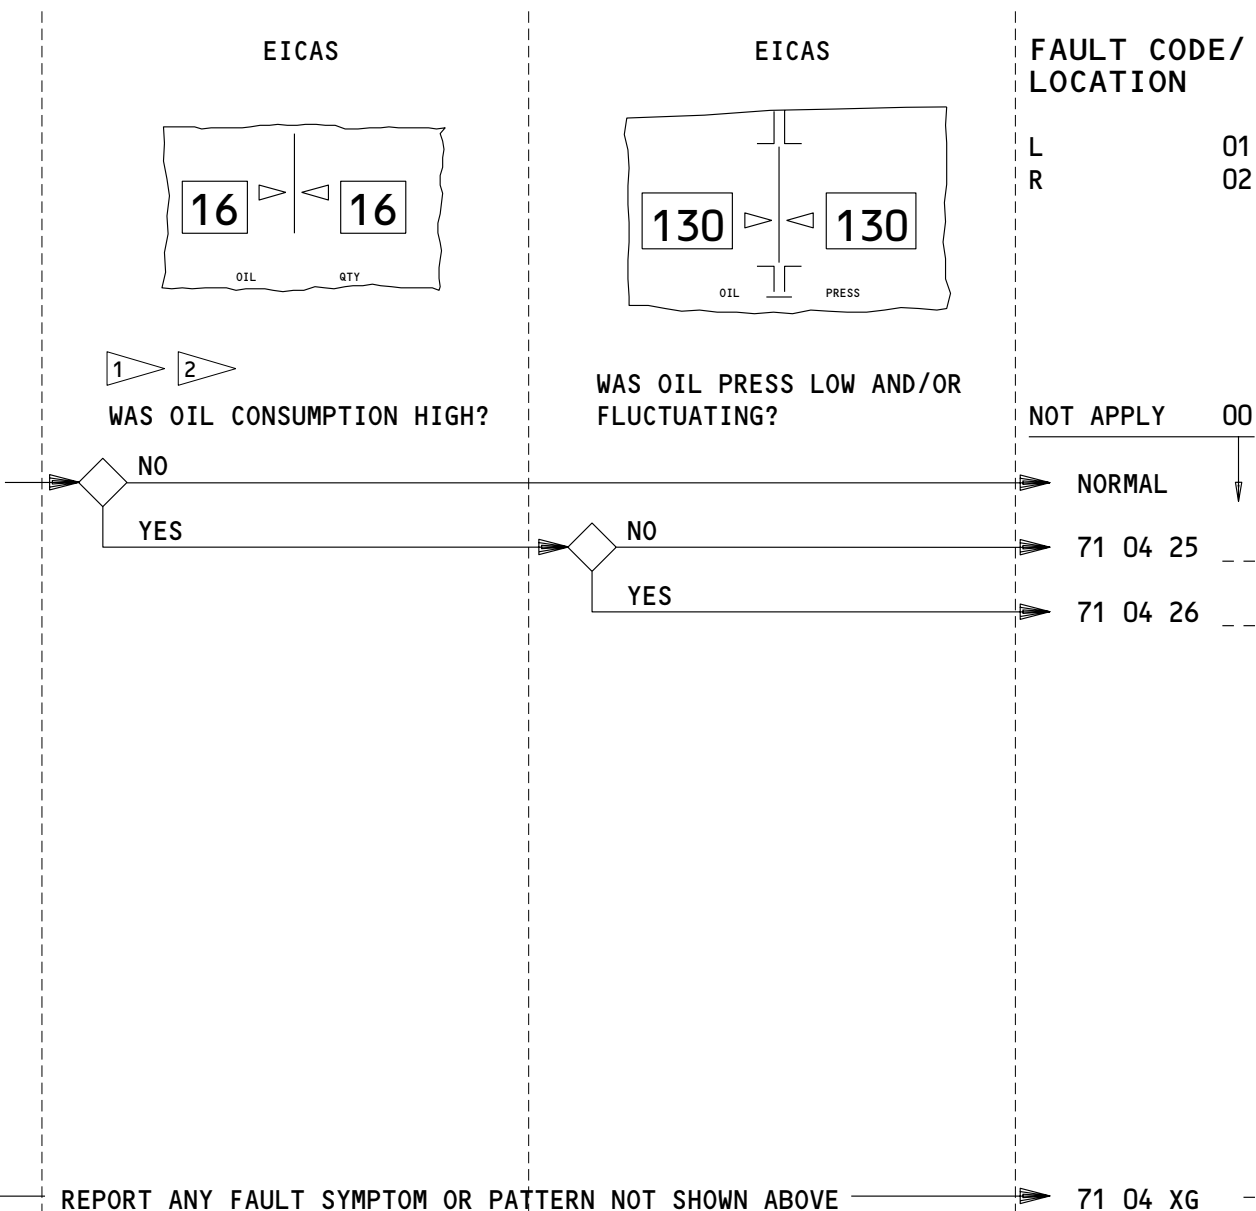 EICAS
EICAS
FAULT CODE/
LOCATION
L 01
R 02
16 16
OIL QTY
130 130
OIL PRESS
1 2
WAS OIL CONSUMPTION HIGH?
WAS OIL PRESS LOW AND/OR
FLUCTUATING?
NOT APPLY 00
NO
NORMAL
YES
NO
71 04 25 _ _
YES
71 04 26 _ _
REPORT ANY FAULT SYMPTOM OR PATTERN NOT SHOWN ABOVE
71 04 XG